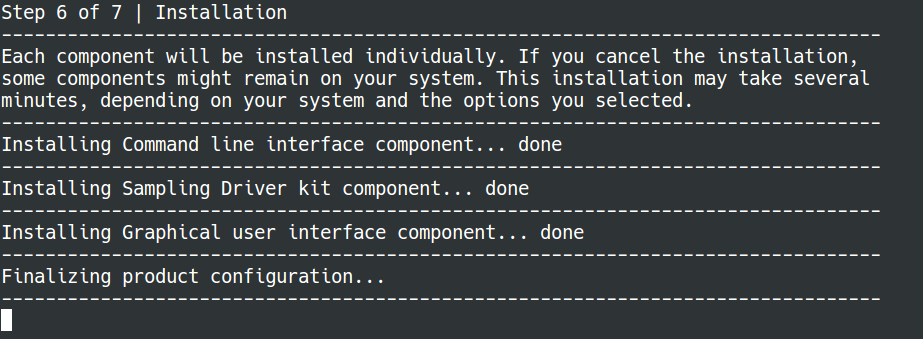 Step 6 of 7 | Installation
--------------------------------------------------------------------------------
Each component will be installed individually. If you cancel the installation,
some components might remain on your system. This installation may take several
minutes, depending on your system and the options you selected.
--------------------------------------------------------------------------------
Installing Command line interface component... done
--------------------------------------------------------------------------------
Installing Sampling Driver kit component... done
--------------------------------------------------------------------------------
Installing Graphical user interface component... done
--------------------------------------------------------------------------------
Finalizing product configuration...
--------------------------------------------------------------------------------